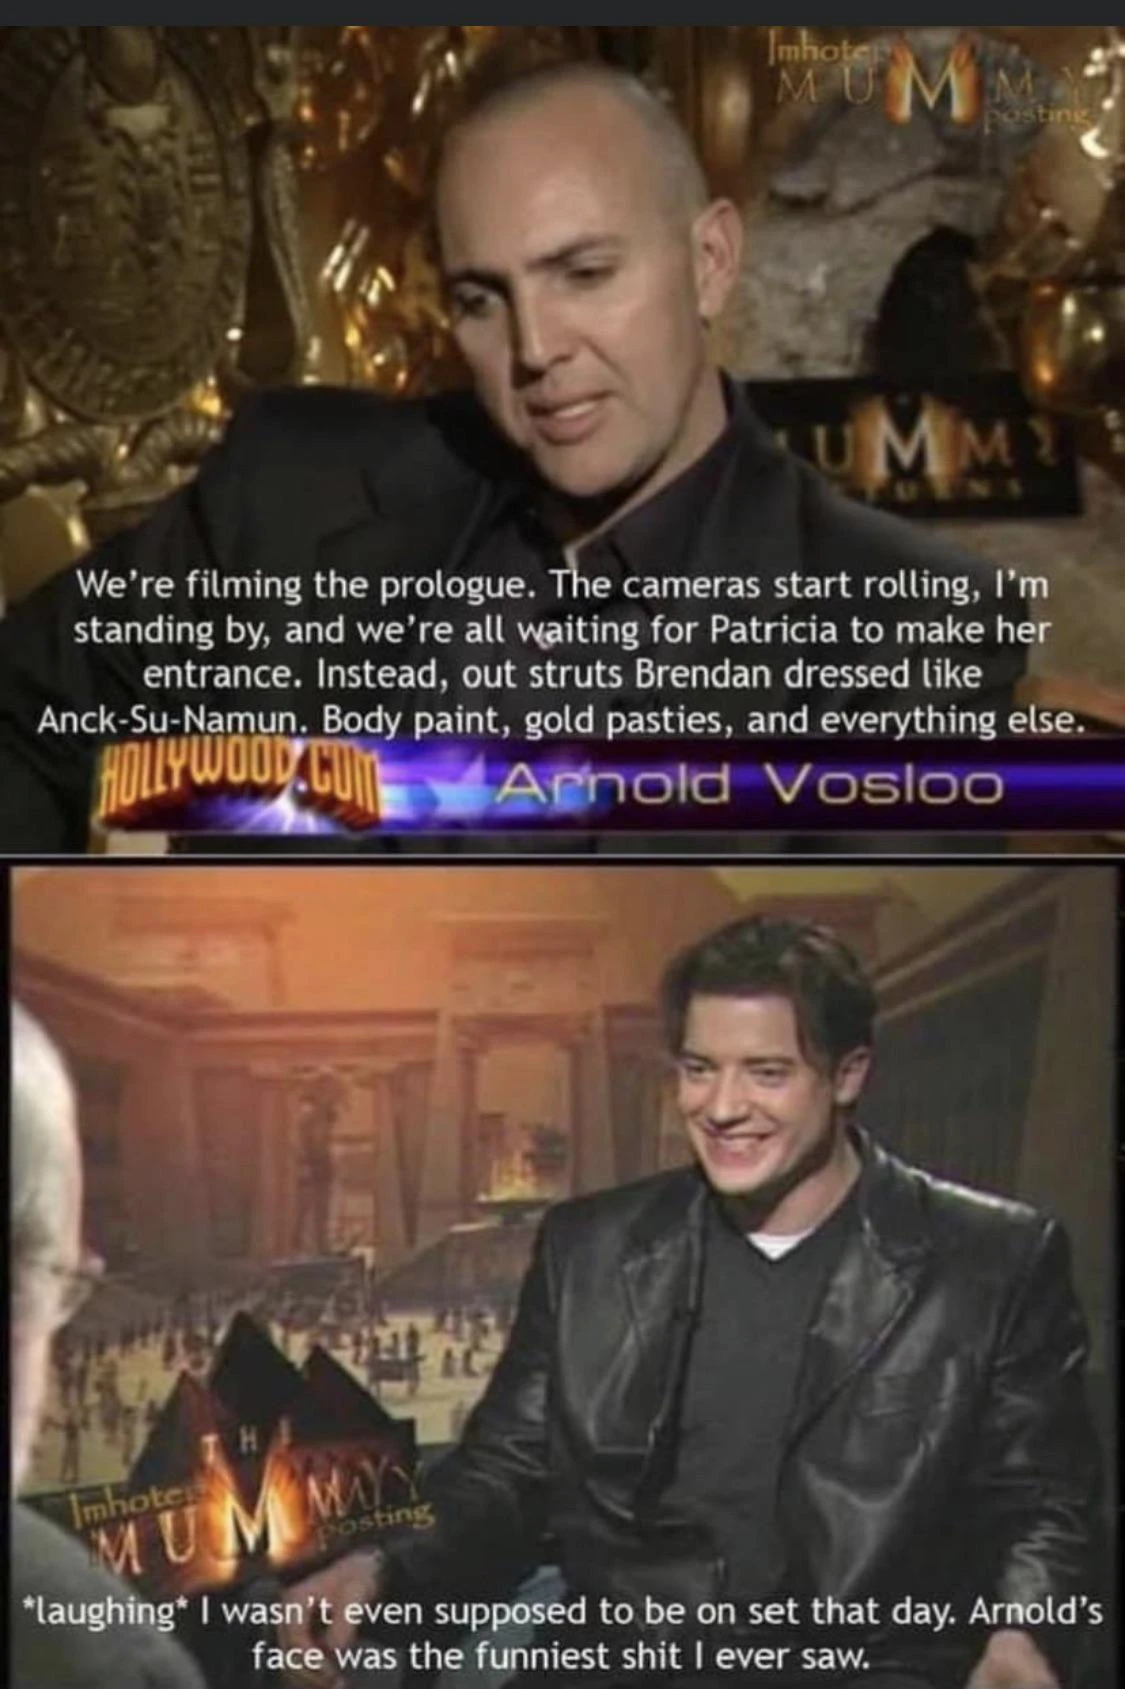 Imhotep
MUMMY
posting
MUMMY
We're filming the prologue. The cameras start rolling, I'm
standing by, and we're all waiting for Patricia to make her
entrance. Instead, out struts Brendan dressed like
Anck-Su-Namun. Body paint, gold pasties, and everything else.
HOLLYWOOD.COM Arnold Vosloo
THE
Imhotep
MUMMY
posting
*laughing* I wasn't even supposed to be on set that day. Arnold's
face was the funniest shit I ever saw.